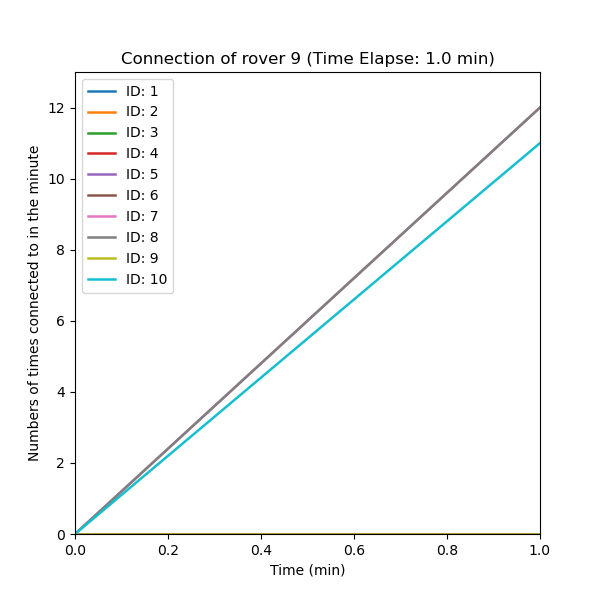 Connection of rover 9 (Time Elapse: 1.0 min)
Numbers of times connected to in the minute
12
10
8
6
4
2
0
ID: 1
ID: 2
ID: 3
ID: 4
ID: 5
ID: 6
ID: 7
ID: 8
ID: 9
ID: 10
0.0 0.2 0.4 0.6 0.8 1.0
Time (min)